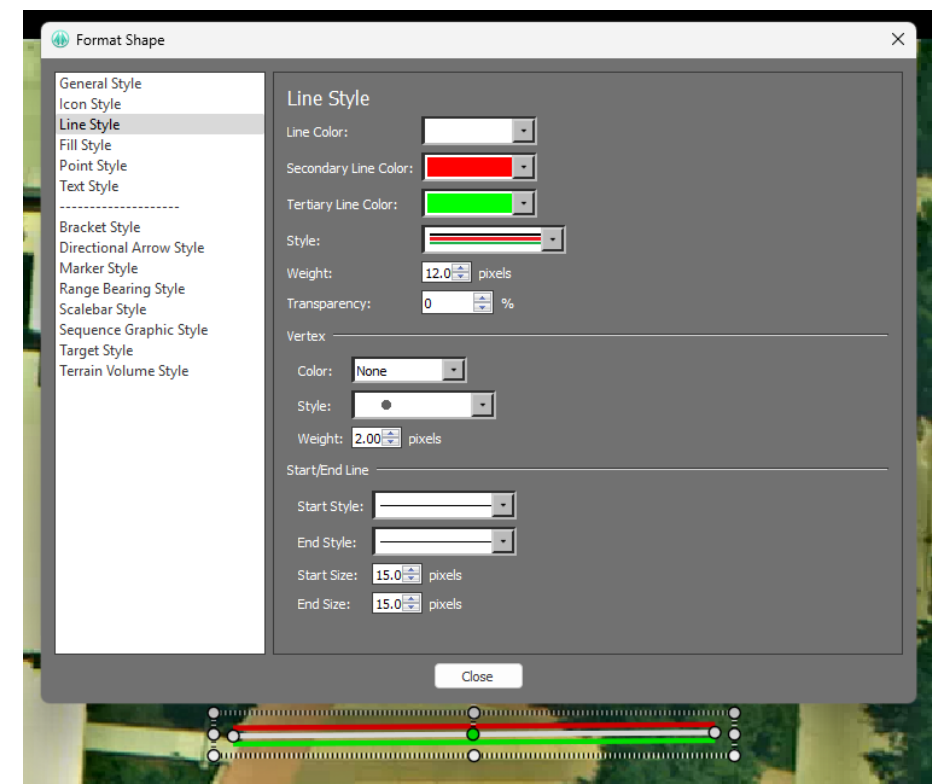 Format Shape
General Style
Icon Style
Line Style
Fill Style
Point Style
Text Style
--------------------
Bracket Style
Directional Arrow Style
Marker Style
Range Bearing Style
Scalebar Style
Sequence Graphic Style
Target Style
Terrain Volume Style
Line Style
Line Color:
Secondary Line Color:
Tertiary Line Color:
Style:
Weight: 12.0 pixels
Transparency: 0 %
Vertex
Color: None
Style:
Weight: 2.00 pixels
Start/End Line
Start Style:
End Style:
Start Size: 15.0 pixels
End Size: 15.0 pixels
Close